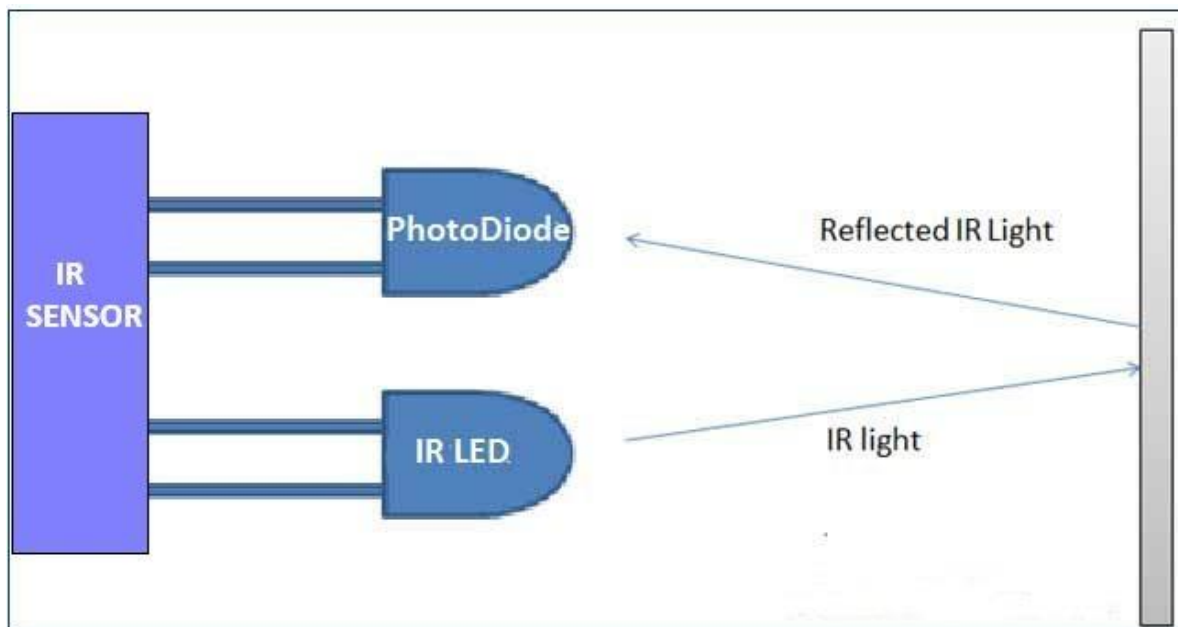 PhotoDiode
Reflected IR Light
IR
SENSOR
IR LED
IR light